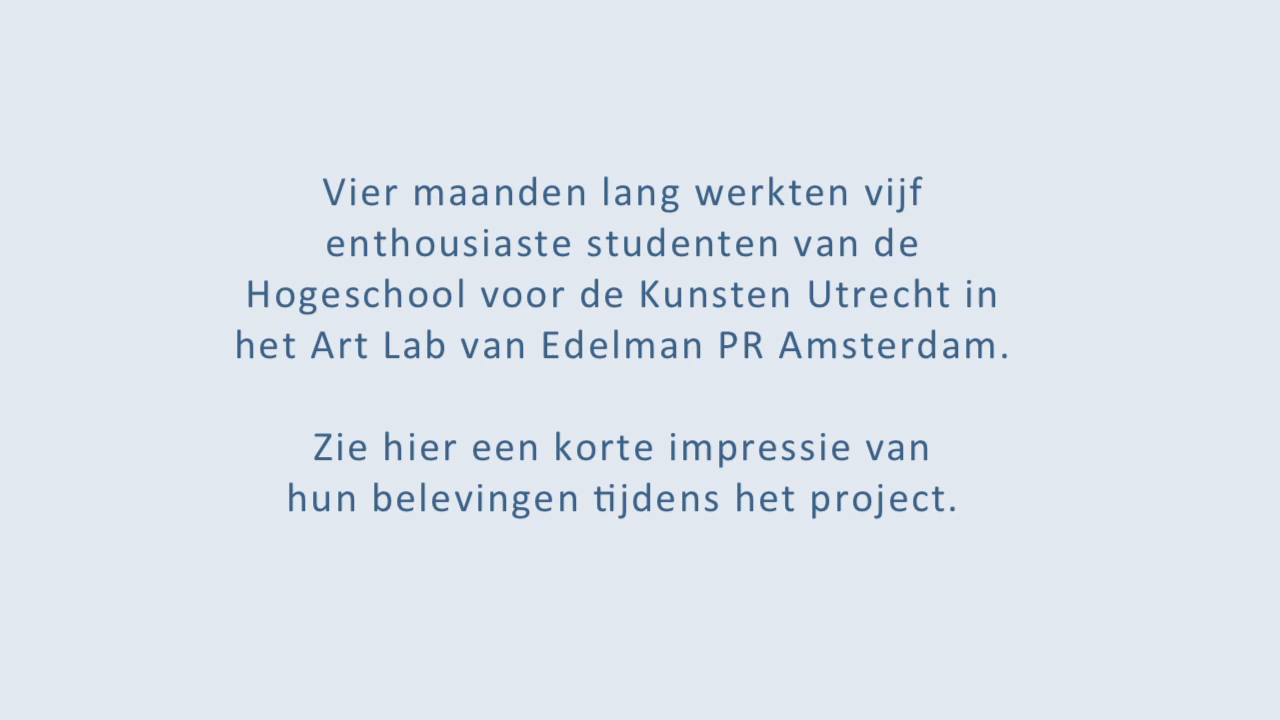 Vier maanden lang werkten vijf
enthousiaste studenten van de
Hogeschool voor de Kunsten Utrecht in
het Art Lab van Edelman PR Amsterdam.
Zie hier een korte impressie van
hun belevingen tijdens het project.